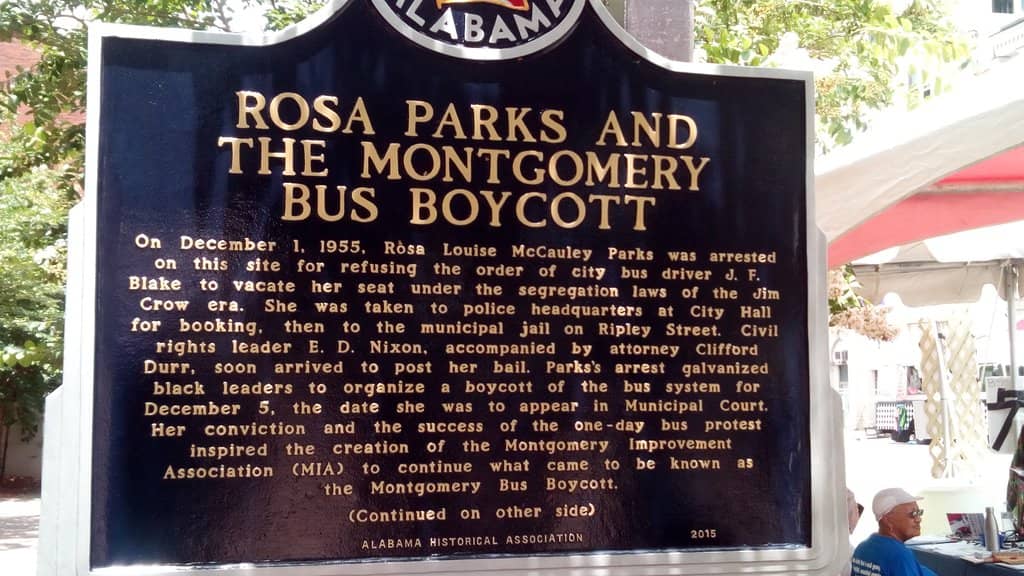 ALABAMA
ROSA PARKS AND
THE MONTGOMERY
BUS BOYCOTT
On December 1, 1955, Rosa Louise McCauley Parks was arrested
on this site for refusing the order of city bus driver J. F.
Blake to vacate her seat under the segregation laws of the Jim
Crow era. She was taken to police headquarters at City Hall
for booking, then to the municipal jail on Ripley Street. Civil
rights leader E. D. Nixon, accompanied by attorney Clifford
Durr, soon arrived to post her bail. Parks's arrest galvanized
black leaders to organize a boycott of the bus system for
December 5, the date she was to appear in Municipal Court.
Her conviction and the success of the one-day bus protest
inspired the creation of the Montgomery Improvement
Association (MIA) to continue what came to be known as
the Montgomery Bus Boycott.
(Continued on other side)
ALABAMA HISTORICAL ASSOCIATION 2015